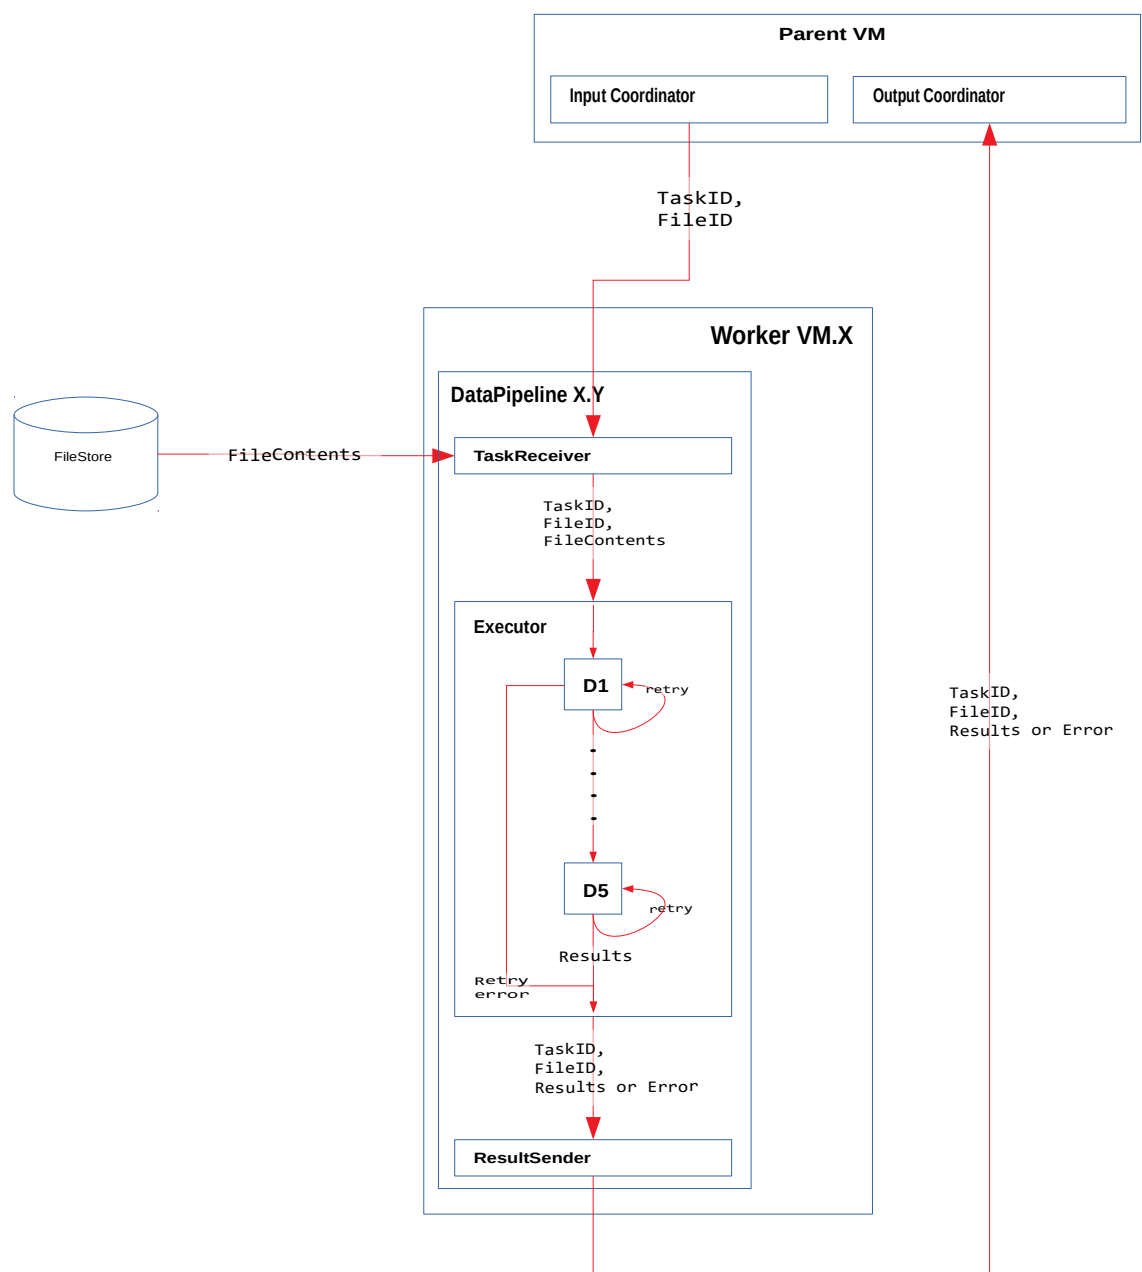 Parent VM
Input Coordinator
Output Coordinator
TaskID,
FileID
Worker VM.X
DataPipeline X.Y
FileStore
FileContents
TaskReceiver
TaskID,
FileID,
FileContents
Executor
D1
retry
TaskID,
FileID,
Results or Error
D5
retry
Results
Retry
error
TaskID,
FileID,
Results or Error
ResultSender